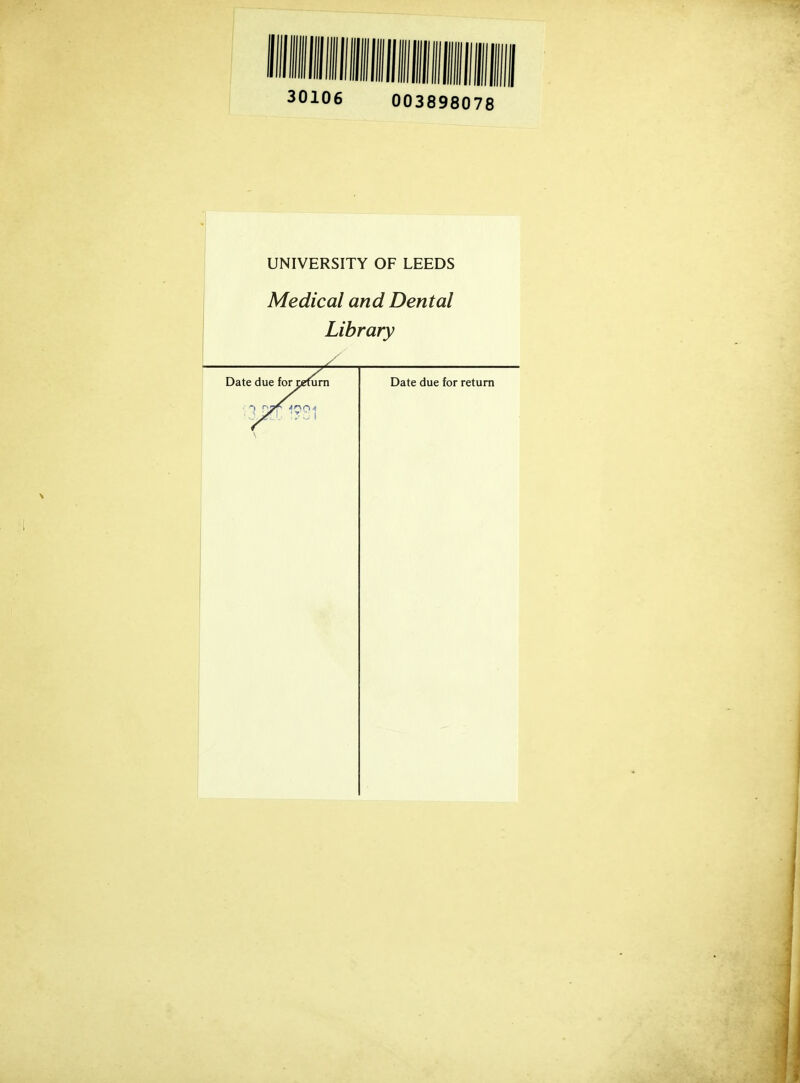 30106 003898078
UNIVERSITY OF LEEDS
Medical and Dental
Library
Date due for return Date due for return